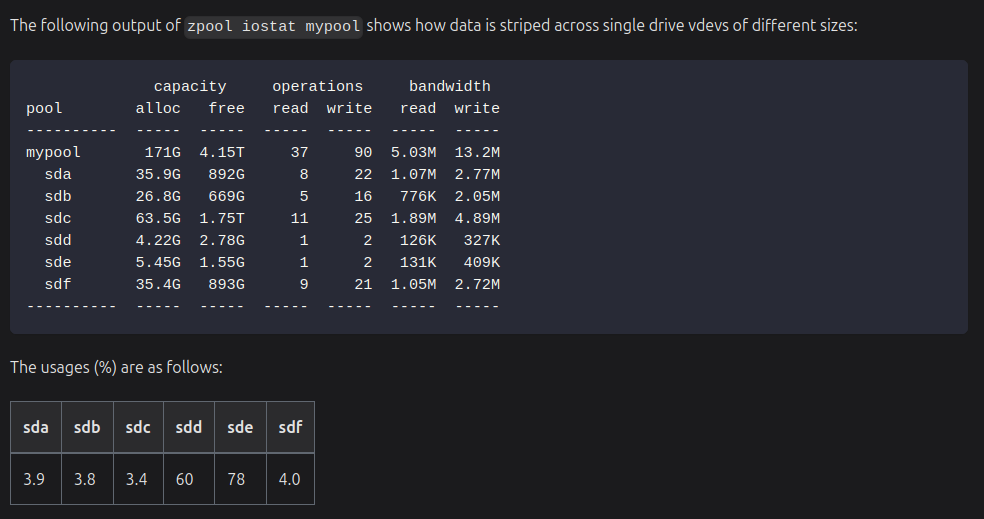 The following output of zpool iostat mypool shows how data is striped across single drive vdevs of different sizes:
              capacity     operations     bandwidth
pool        alloc   free   read  write   read  write
----------  -----  -----  -----  -----  -----  -----
mypool       171G  4.15T     37     90  5.03M  13.2M
  sda       35.9G   892G      8     22  1.07M  2.77M
  sdb       26.8G   669G      5     16   776K  2.05M
  sdc       63.5G  1.75T     11     25  1.89M  4.89M
  sdd       4.22G  2.78G      1      2   126K   327K
  sde       5.45G  1.55G      1      2   131K   409K
  sdf       35.4G   893G      9     21  1.05M  2.72M
----------  -----  -----  -----  -----  -----  -----
The usages (%) are as follows:
sda sdb sdc sdd sde sdf
3.9 3.8 3.4 60 78 4.0